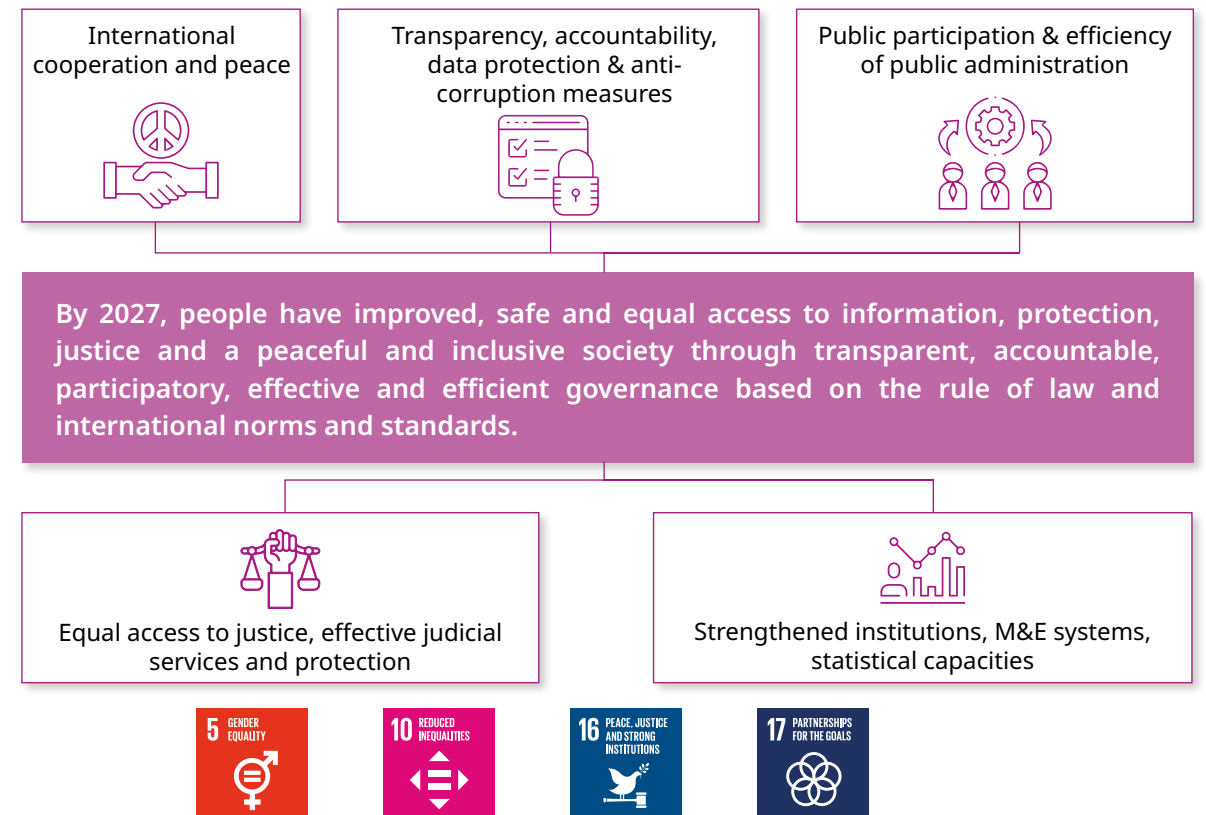 International
cooperation and peace
Transparency, accountability,
data protection & anti-
corruption measures
Public participation & efficiency
of public administration
By 2027, people have improved, safe and equal access to information, protection,
justice and a peaceful and inclusive society through transparent, accountable,
participatory, effective and efficient governance based on the rule of law and
international norms and standards.
Equal access to justice, effective judicial
services and protection
Strengthened institutions, M&E systems,
statistical capacities
5 GENDER
EQUALITY
10 REDUCED
INEQUALITIES
16 PEACE, JUSTICE
AND STRONG
INSTITUTIONS
17 PARTNERSHIPS
FOR THE GOALS